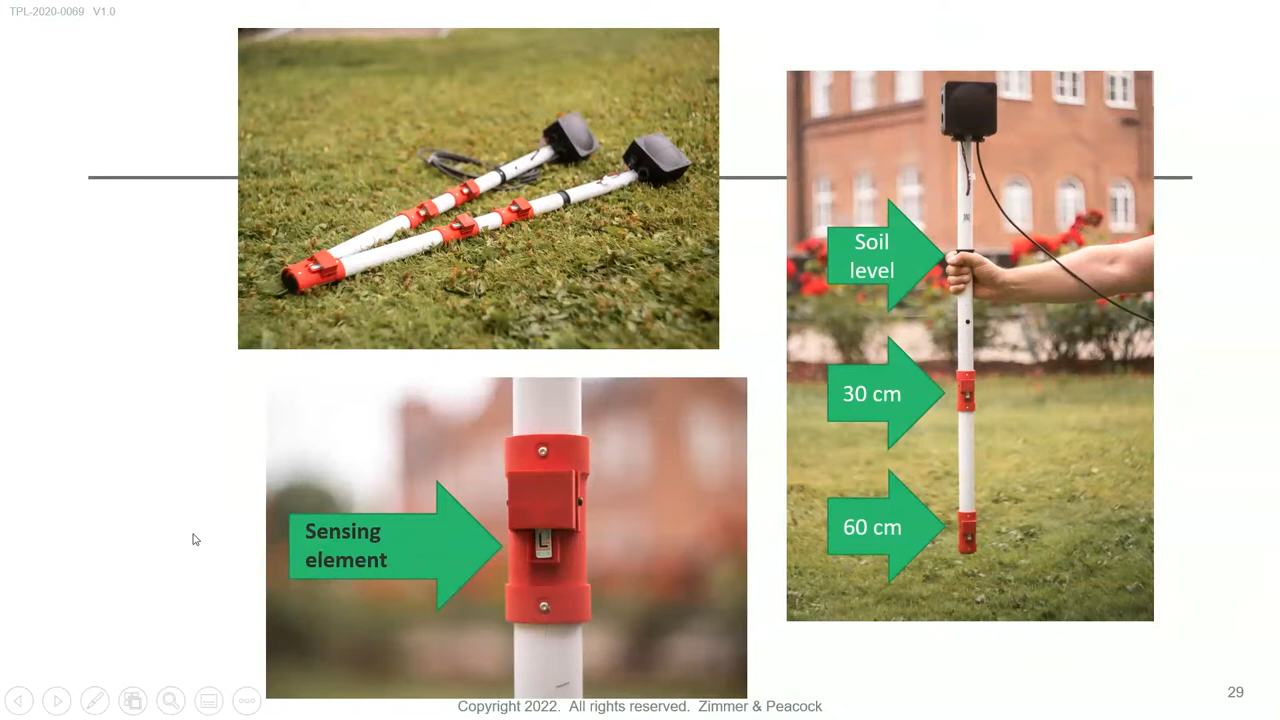 TPL-2020-0069 V1.0
Soil
level
30 cm
60 cm
Sensing
element
L
29
Copyright 2022. All rights reserved. Zimmer & Peacock